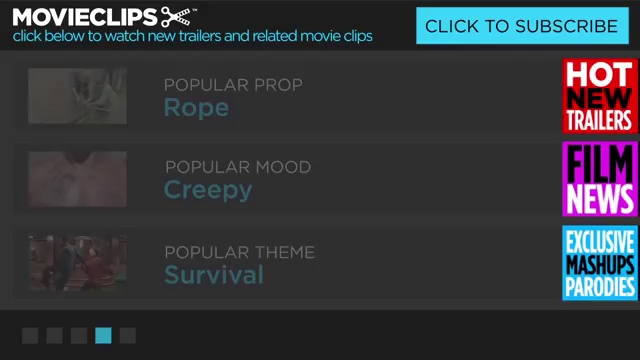 MOVIECLIPS™
click below to watch new trailers and related movie clips
CLICK TO SUBSCRIBE
POPULAR PROP
Rope
POPULAR MOOD
Creepy
POPULAR THEME
Survival
HOT
NEW
TRAILERS
FILM
NEWS
EXCLUSIVE
MASHUPS
PARODIES